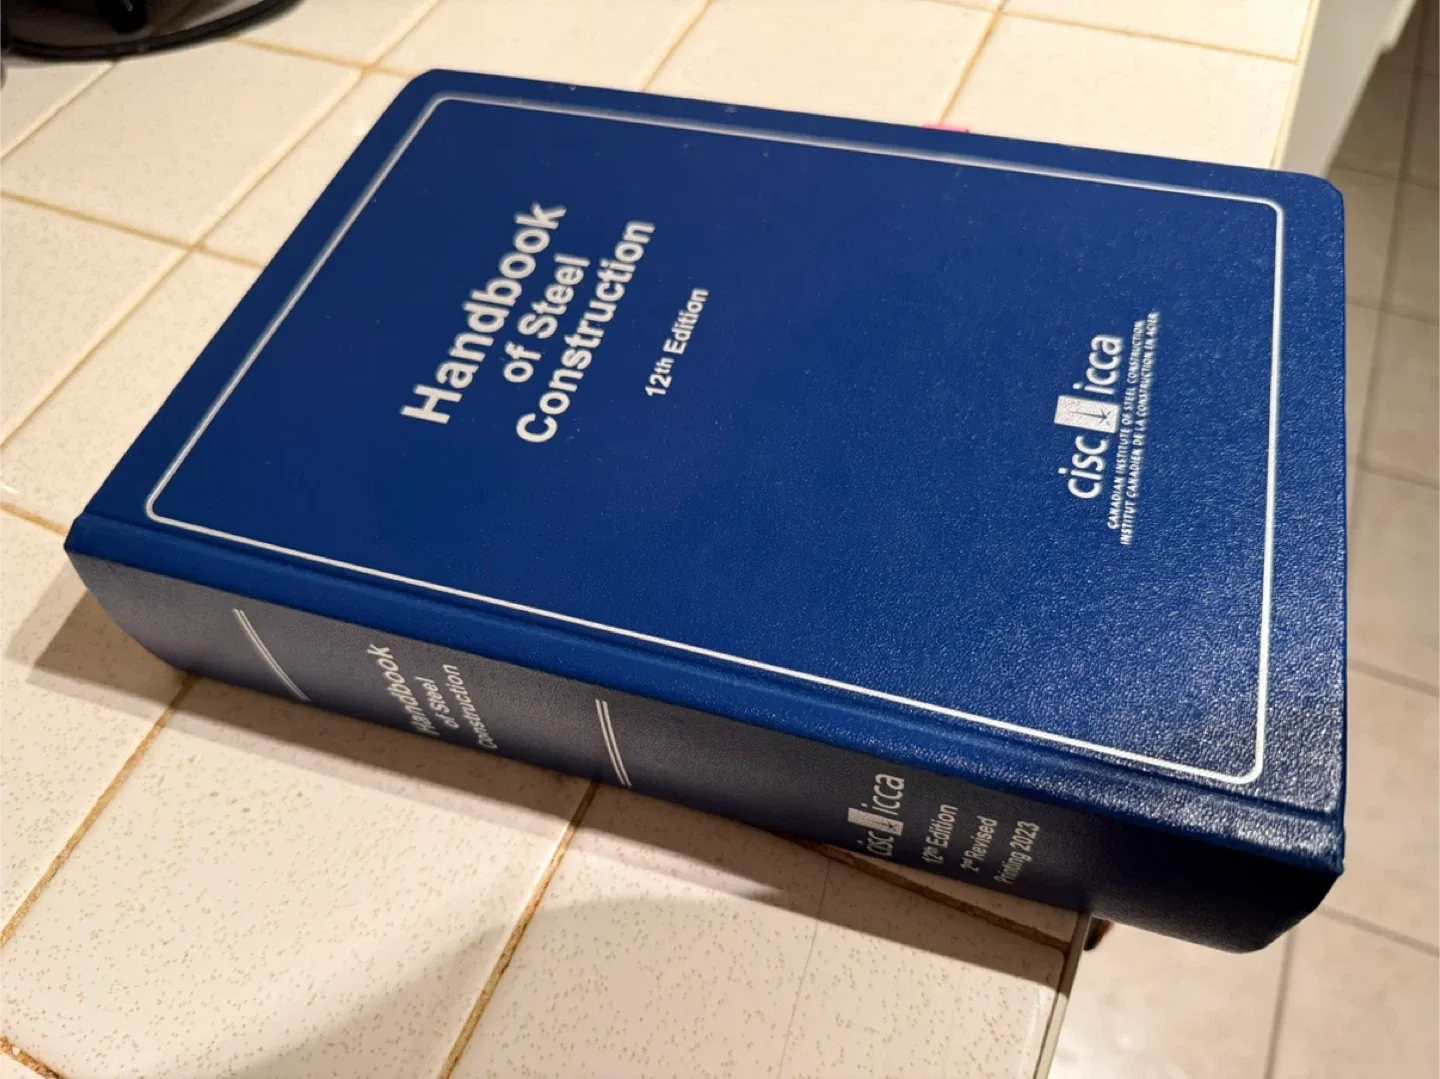 Handbook
of Steel
Construction
12th Edition
cisc icca
CANADIAN INSTITUTE OF STEEL CONSTRUCTION
INSTITUT CANADIEN DE LA CONSTRUCTION EN ACIER
Handbook
of Steel
Construction
cisc icca
12th Edition
2nd Revised
Printing 2023